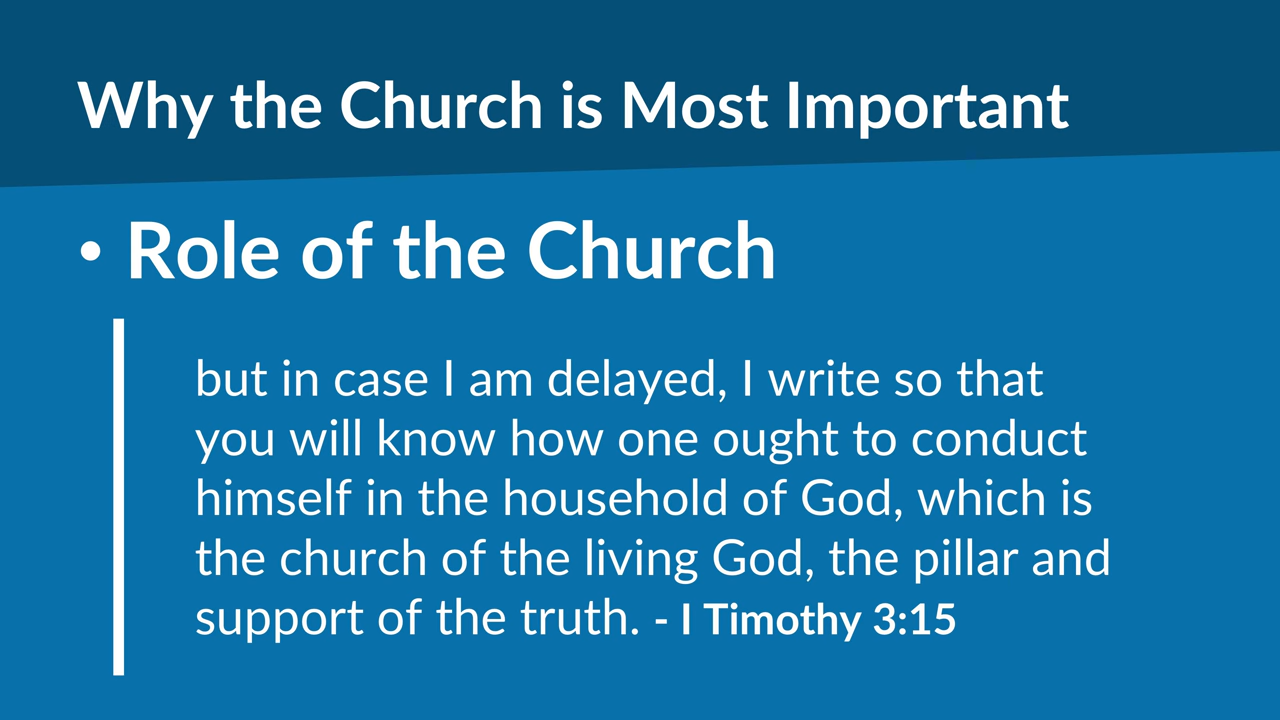 Why the Church is Most Important
• Role of the Church
but in case I am delayed, I write so that
you will know how one ought to conduct
himself in the household of God, which is
the church of the living God, the pillar and
support of the truth. - I Timothy 3:15